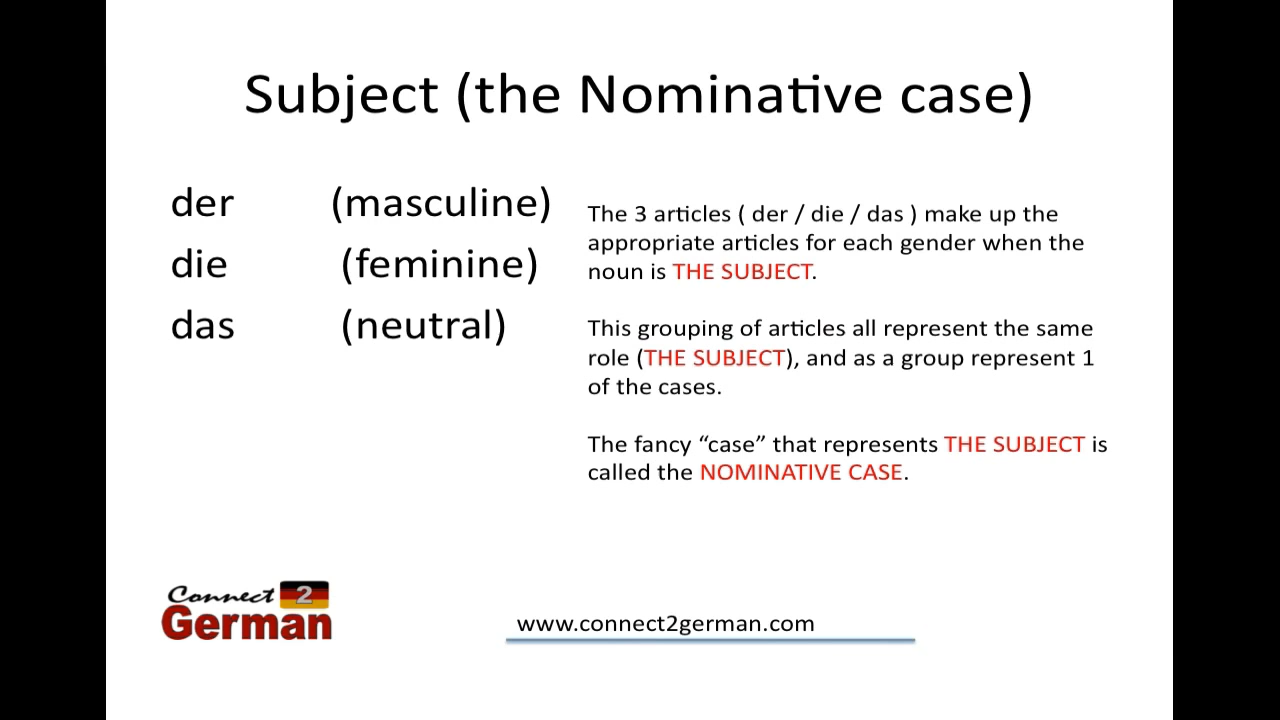 Subject (the Nominative case)
der (masculine)
die (feminine)
das (neutral)
The 3 articles ( der / die / das ) make up the
appropriate articles for each gender when the
noun is THE SUBJECT.
This grouping of articles all represent the same
role (THE SUBJECT), and as a group represent 1
of the cases.
The fancy “case” that represents THE SUBJECT is
called the NOMINATIVE CASE.
Connect 2
German
www.connect2german.com